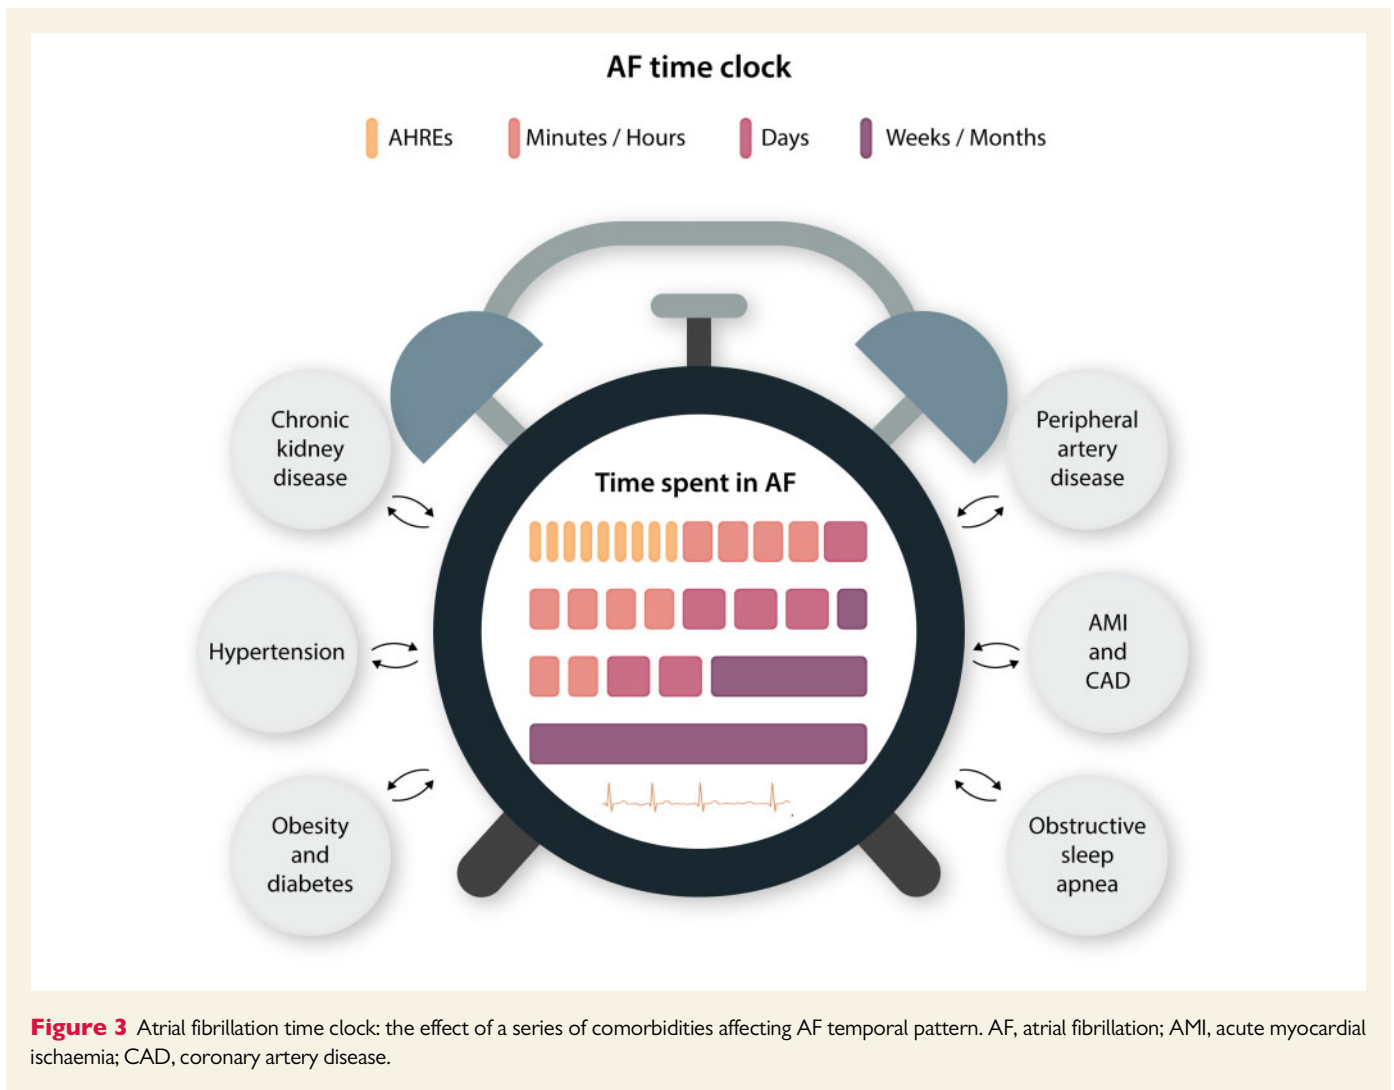 AF time clock
AHREs
Minutes / Hours
Days
Weeks / Months
Chronic
kidney
disease
Peripheral
artery
disease
Time spent in AF
Hypertension
AMI
and
CAD
Obesity
and
diabetes
Obstructive
sleep
apnea
Figure 3 Atrial fibrillation time clock: the effect of a series of comorbidities affecting AF temporal pattern. AF, atrial fibrillation; AMI, acute myocardial
ischaemia; CAD, coronary artery disease.